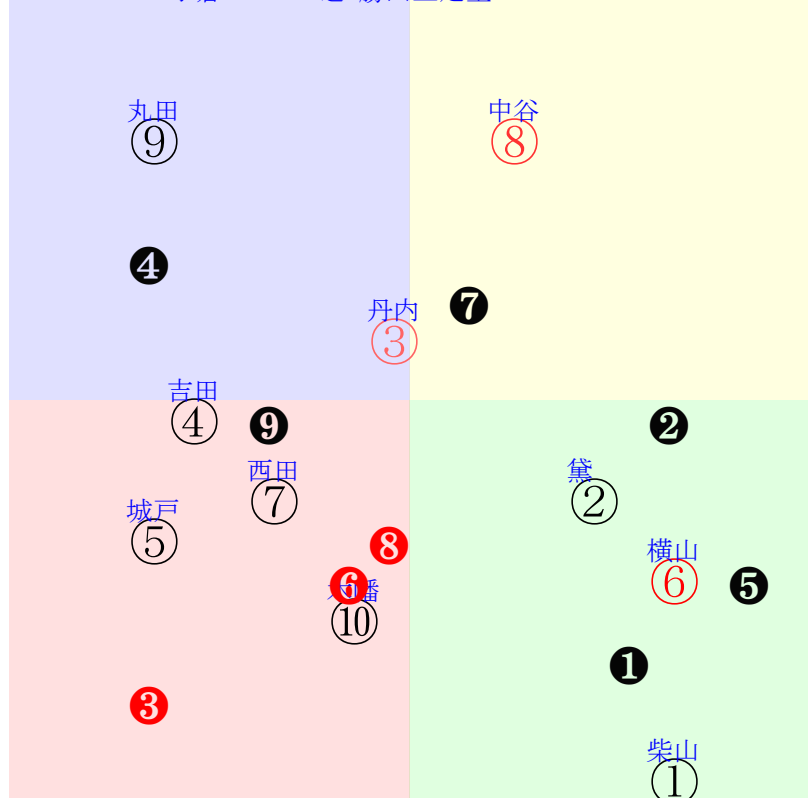 丸田
⑨
中谷
⑧
❹
丹内
③
❼
吉田
④
❾
❷
西田
⑦
黛
②
城戸
⑤
❽
横山
⑥
❻
❺
⑩
❶
❸
柴山
①